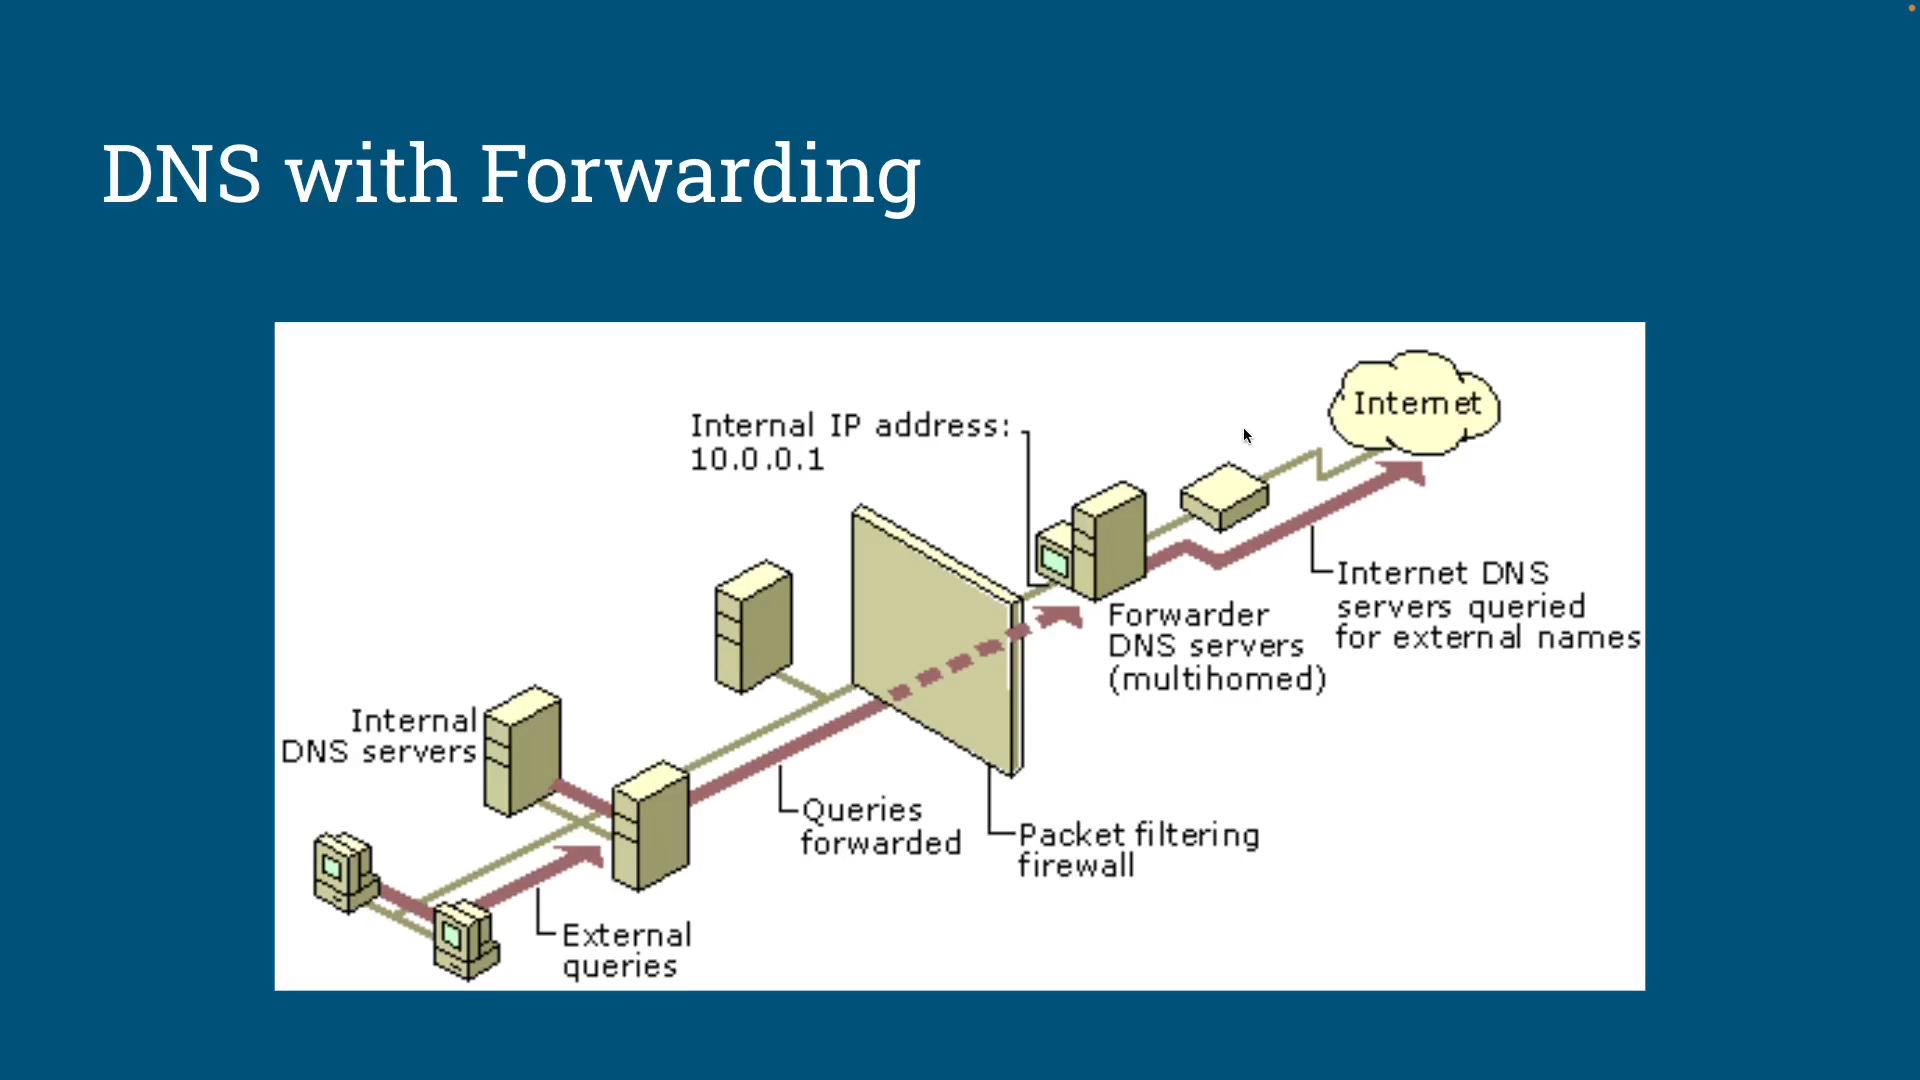 DNS with Forwarding
Internet
Internal IP address:
10.0.0.1
Internet DNS
servers queried
for external names
Forwarder
DNS servers
(multihomed)
Internal
DNS servers
Queries
forwarded
Packet filtering
firewall
External
queries